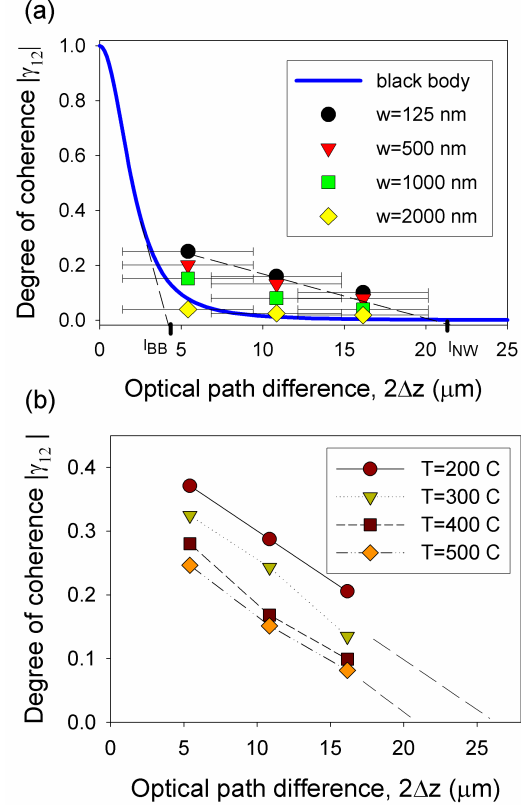 (a)
Degree of coherence |γ12|
1.0
0.8
0.6
0.4
0.2
0.0
black body
w=125 nm
w=500 nm
w=1000 nm
w=2000 nm
lBB
lNW
0 5 10 15 20 25
Optical path difference, 2Δz (μm)
(b)
Degree of coherence |γ12 |
0.4
0.3
0.2
0.1
0.0
T=200 C
T=300 C
T=400 C
T=500 C
0 5 10 15 20 25
Optical path difference, 2Δz (μm)